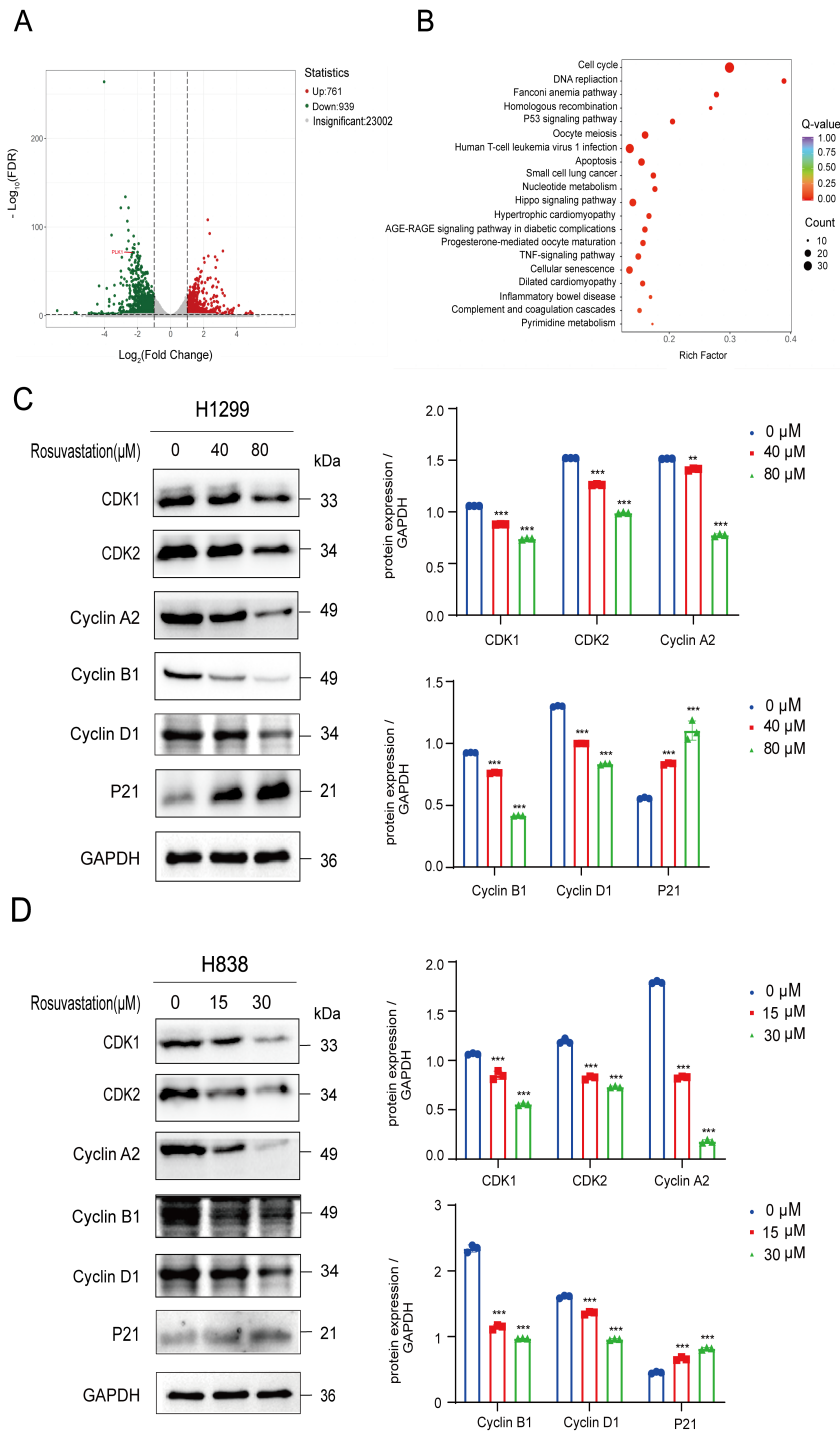 A
Statistics
Up:761
Down:939
Insignificant:23002
- Log10(FDR)
200
100
0
PLK1
-4
-2
0
2
4
Log2(Fold Change)
B
Cell cycle
DNA repliaction
Fanconi anemia pathway
Homologous recombination
P53 signaling pathway
Oocyte meiosis
Human T-cell leukemia virus 1 infection
Apoptosis
Small cell lung cancer
Nucleotide metabolism
Hippo signaling pathway
Hypertrophic cardiomyopathy
AGE-RAGE signaling pathway in diabetic complications
Progesterone-mediated oocyte maturation
TNF-signaling pathway
Cellular senescence
Dilated cardiomyopathy
Inflammatory bowel disease
Complement and coagulation cascades
Pyrimidine metabolism
0.2
0.3
0.4
Rich Factor
Q-value
1.00
0.75
0.50
0.25
0.00
Count
10
20
30
C
H1299
Rosuvastation(μM)
0
40
80
kDa
CDK1
33
CDK2
34
Cyclin A2
49
Cyclin B1
49
Cyclin D1
34
P21
21
GAPDH
36
protein expression /
GAPDH
2.0
1.5
1.0
0.5
0.0
***
***
***
***
**
***
CDK1
CDK2
Cyclin A2
0 μM
40 μM
80 μM
protein expression /
GAPDH
1.5
1.0
0.5
0.0
***
***
***
***
***
***
Cyclin B1
Cyclin D1
P21
0 μM
40 μM
80 μM
D
H838
Rosuvastation(μM)
0
15
30
kDa
CDK1
33
CDK2
34
Cyclin A2
49
Cyclin B1
49
Cyclin D1
34
P21
21
GAPDH
36
protein expression /
GAPDH
2.0
1.5
1.0
0.5
0.0
***
***
***
***
***
***
CDK1
CDK2
Cyclin A2
0 μM
15 μM
30 μM
protein expression /
GAPDH
3
2
1
0
***
***
***
***
***
***
Cyclin B1
Cyclin D1
P21
0 μM
15 μM
30 μM